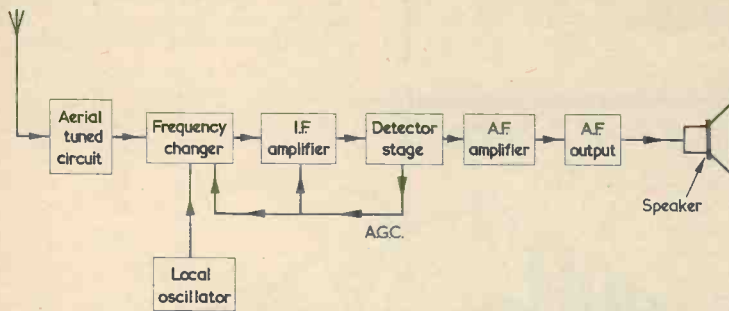 Aerial
tuned
circuit
Frequency
changer
I.F.
amplifier
Detector
stage
A.F.
amplifier
A.F.
output
Speaker
A.G.C.
Local
oscillator